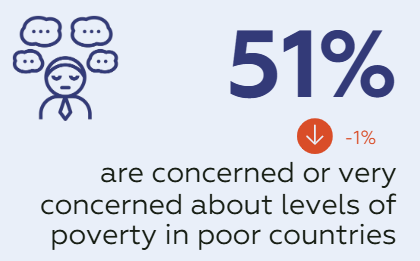 51%
-1%
are concerned or very
concerned about levels of
poverty in poor countries